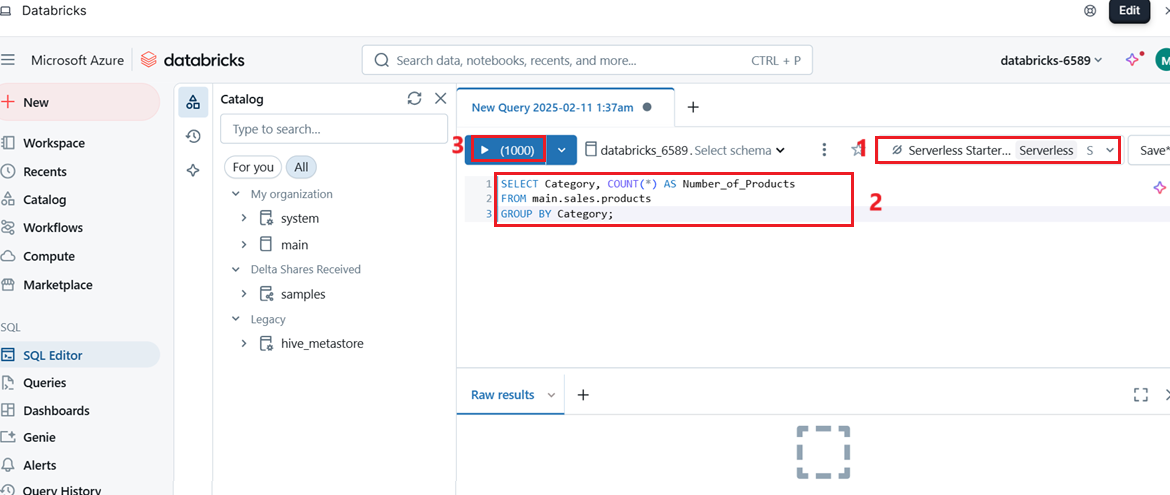 Databricks
Edit
Microsoft Azure
databricks
Search data, notebooks, recents, and more...
CTRL + P
databricks-6589
M
New
Workspace
Recents
Catalog
Workflows
Compute
Marketplace
SQL
SQL Editor
Queries
Dashboards
Genie
Alerts
Query History
Catalog
Type to search...
For you
All
My organization
system
main
Delta Shares Received
samples
Legacy
hive_metastore
New Query 2025-02-11 1:37am
3
(1000)
databricks_6589. Select schema
1
Serverless Starter... Serverless S
Save*
1 SELECT Category, COUNT(*) AS Number_of_Products
2 FROM main.sales.products
3 GROUP BY Category;
2
Raw results